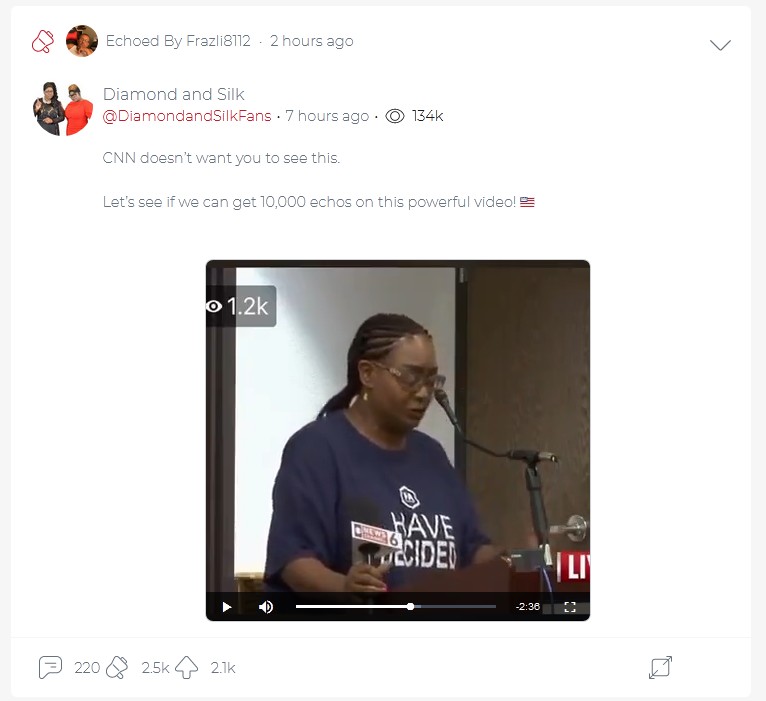 Echoed By Frazli8112 · 2 hours ago
Diamond and Silk
@DiamondandSilkFans · 7 hours ago · 134k
CNN doesn't want you to see this.
Let's see if we can get 10,000 echos on this powerful video! 🇺🇸
1.2k
HAVE
DECIDED
NEWS
6
LI
-2:36
220 2.5k 2.1k